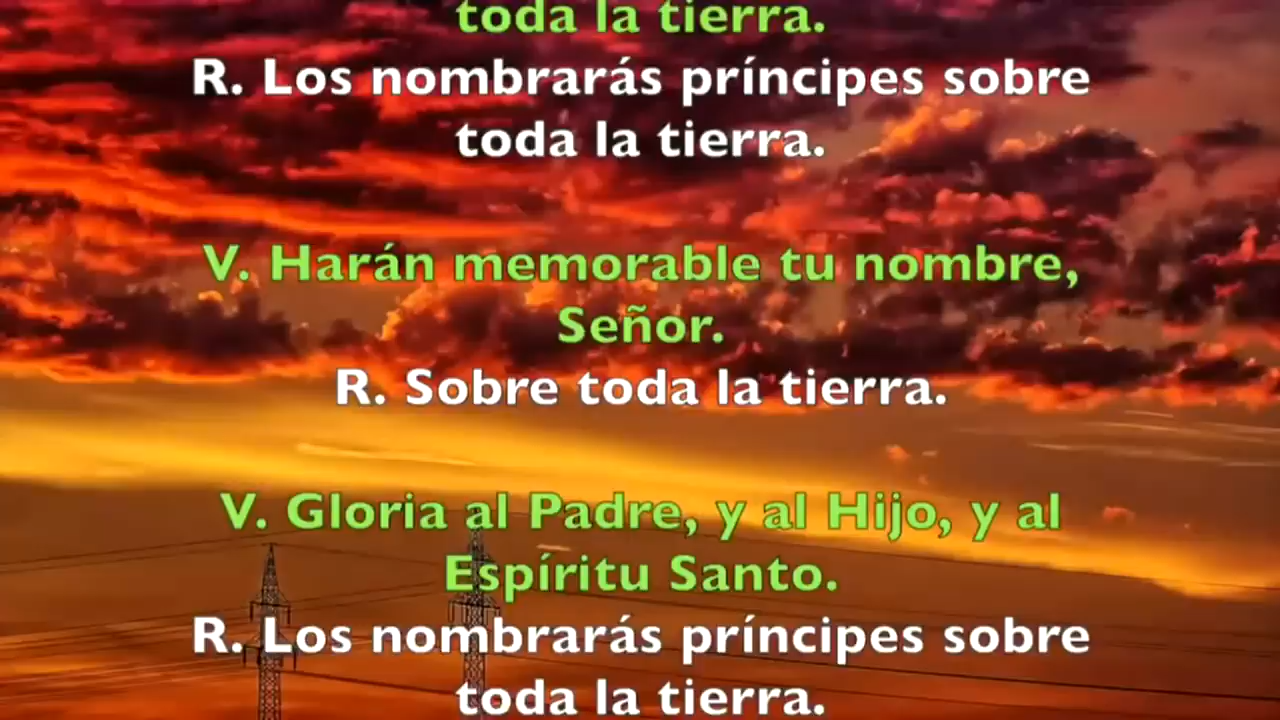 toda la tierra.
R. Los nombrarás príncipes sobre
toda la tierra.
V. Harán memorable tu nombre,
Señor.
R. Sobre toda la tierra.
V. Gloria al Padre, y al Hijo, y al
Espíritu Santo.
R. Los nombrarás príncipes sobre
toda la tierra.